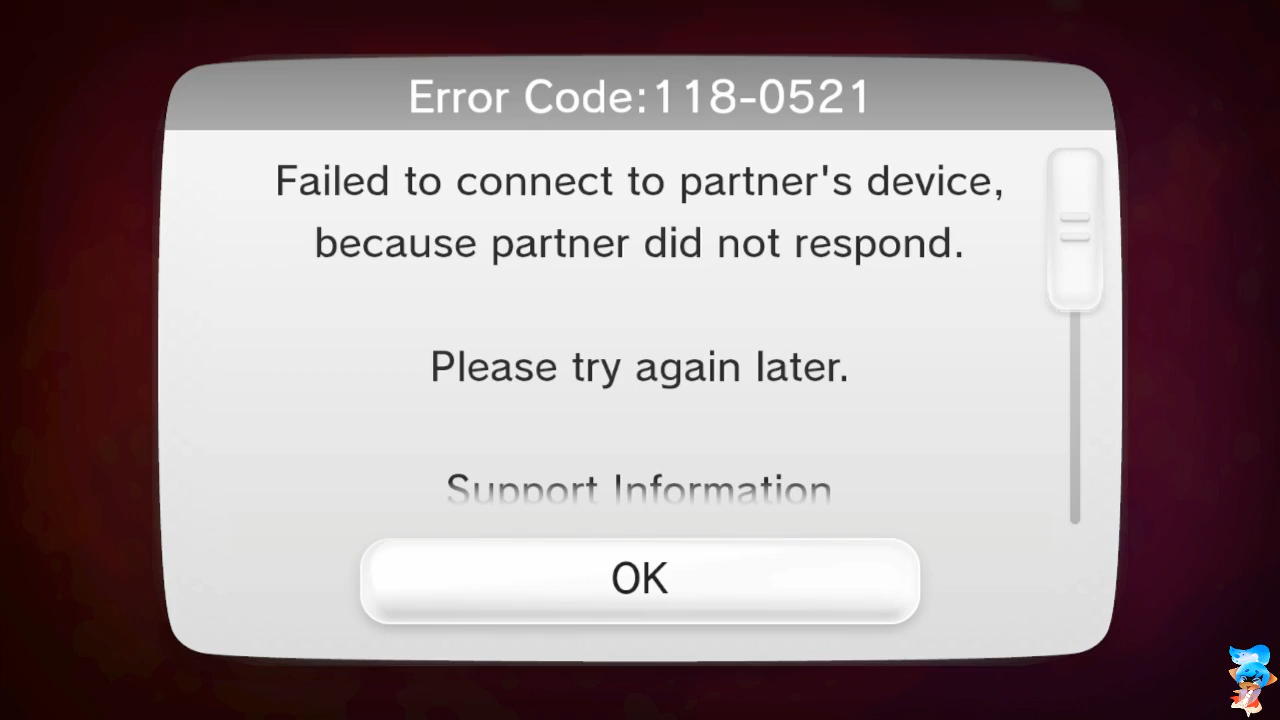 Error Code:118-0521
Failed to connect to partner's device,
because partner did not respond.
Please try again later.
Support Information
OK